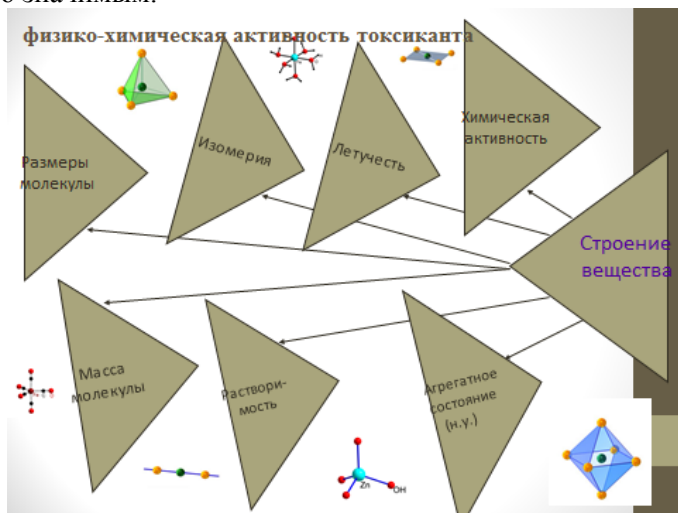 о значимым.
физико-химическая активность токсиканта
Размеры
молекулы
Изомерия
Летучесть
Химическая
активность
Строение
вещества
Масса
молекулы
Раствори-
мость
Агрегатное
состояние
(н.у.)
Zn
OH